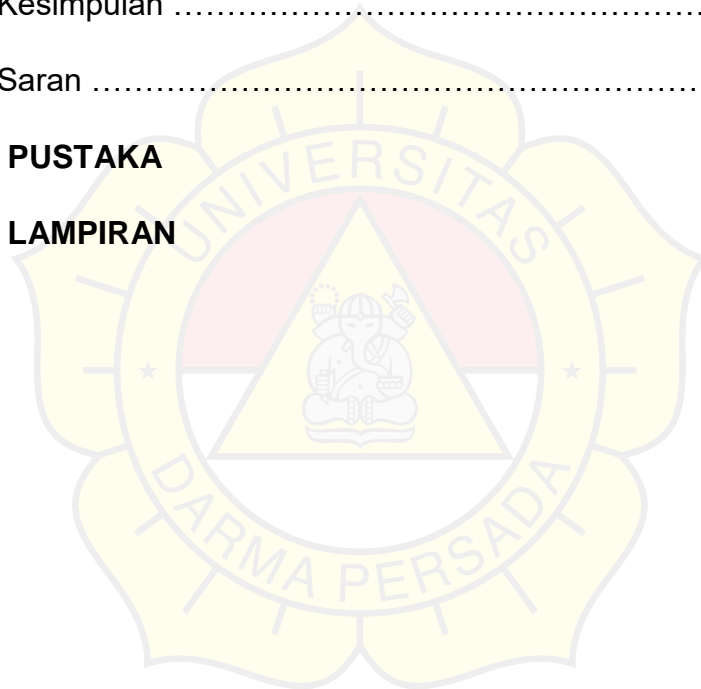 Kesimpulan ……………………………………………
Saran …………………………………………………
PUSTAKA
LAMPIRAN
UNIVERSITAS
DARMA PERSADA